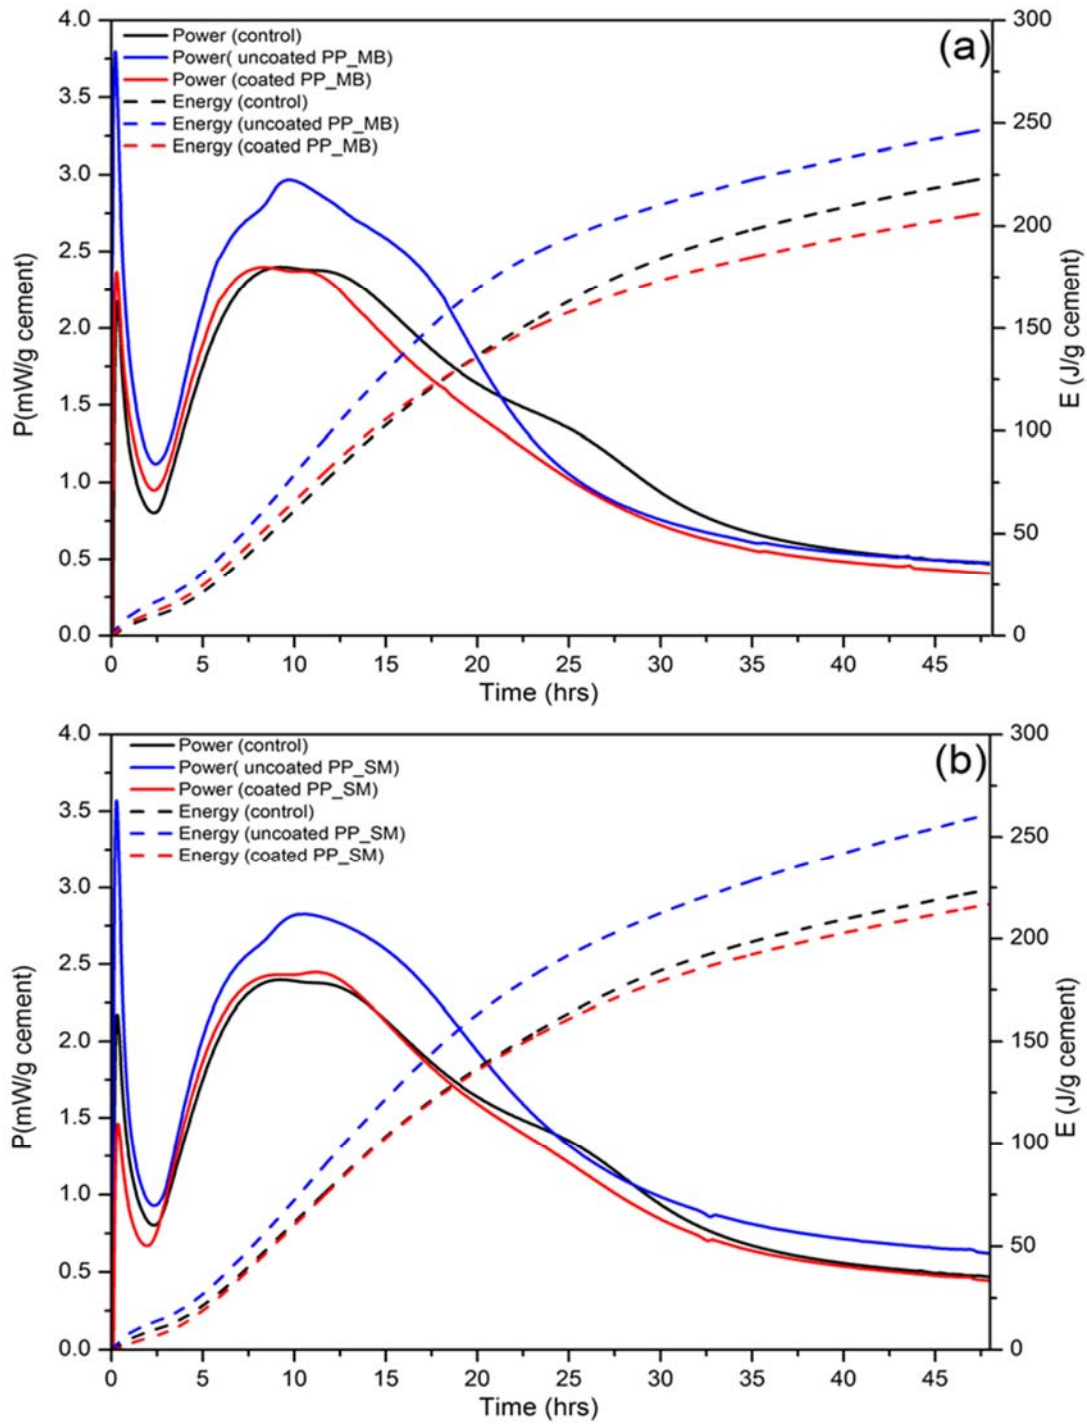 4.0
3.5
3.0
2.5
2.0
1.5
1.0
0.5
0.0
P(mW/g cement)
Power (control)
Power( uncoated PP_MB)
Power (coated PP_MB)
Energy (control)
Energy (uncoated PP_MB)
Energy (coated PP_MB)
(a)
300
250
200
150
100
50
0
E (J/g cement)
0 5 10 15 20 25 30 35 40 45
Time (hrs)
4.0
3.5
3.0
2.5
2.0
1.5
1.0
0.5
0.0
P(mW/g cement)
Power (control)
Power( uncoated PP_SM)
Power (coated PP_SM)
Energy (control)
Energy (uncoated PP_SM)
Energy (coated PP_SM)
(b)
300
250
200
150
100
50
0
E (J/g cement)
0 5 10 15 20 25 30 35 40 45
Time (hrs)